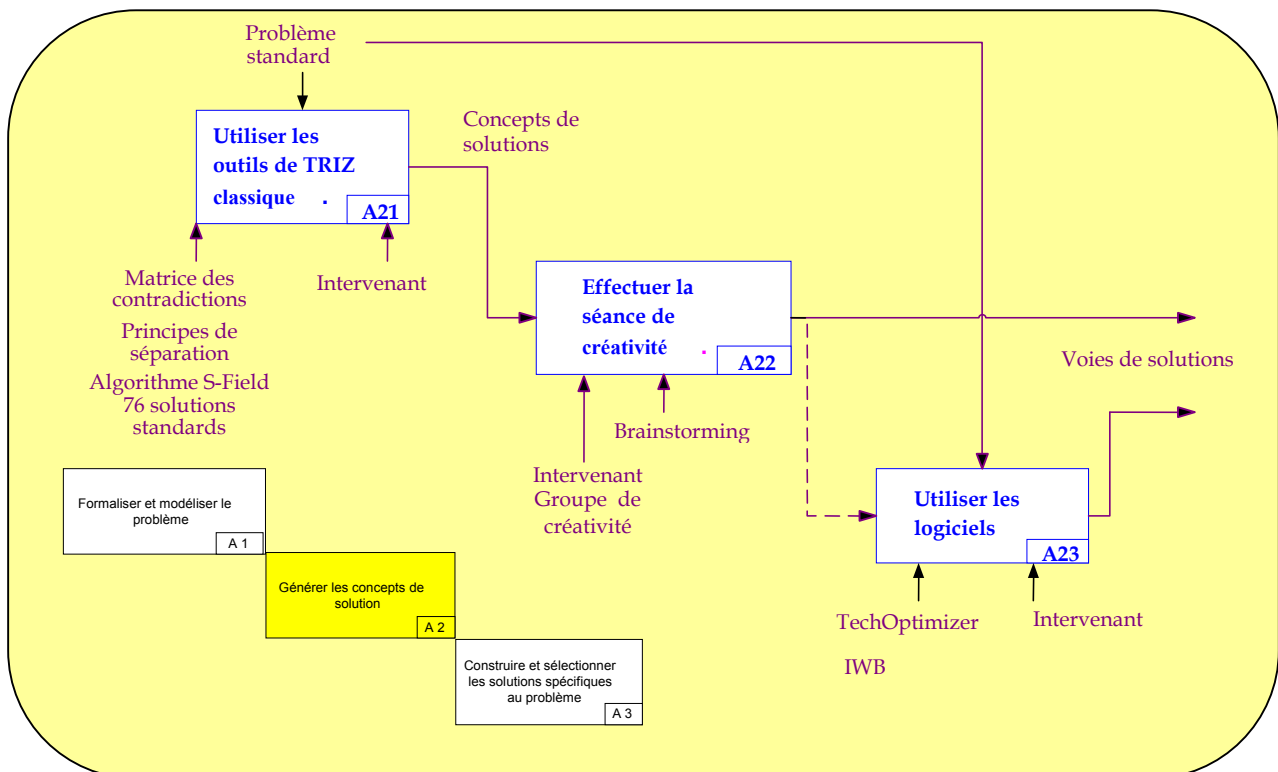 Problème
standard
Utiliser les
outils de TRIZ
classique .
A21
Concepts de
solutions
Matrice des
contradictions
Principes de
séparation
Algorithme S-Field
76 solutions
standards
Intervenant
Effectuer la
séance de
créativité .
A22
Voies de solutions
Brainstorming
Intervenant
Groupe de
créativité
Utiliser les
logiciels
A23
TechOptimizer
IWB
Intervenant
Formaliser et modéliser le
problème
A 1
Générer les concepts de
solution
A 2
Construire et sélectionner
les solutions spécifiques
au problème
A 3